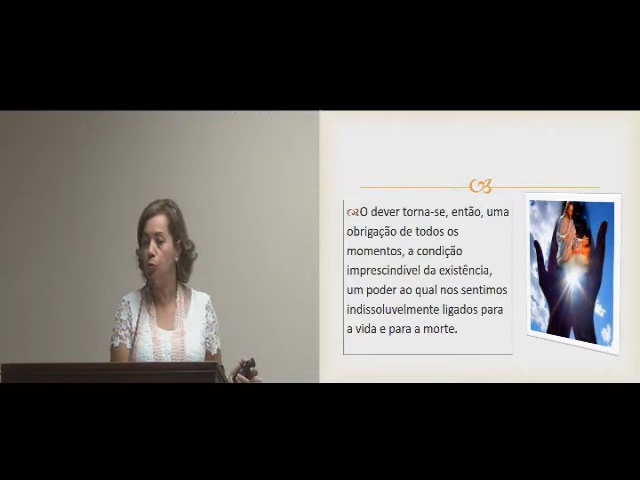 O dever torna-se, então, uma
obrigação de todos os
momentos, a condição
imprescindível da existência,
um poder ao qual nos sentimos
indissoluvelmente ligados para
a vida e para a morte.